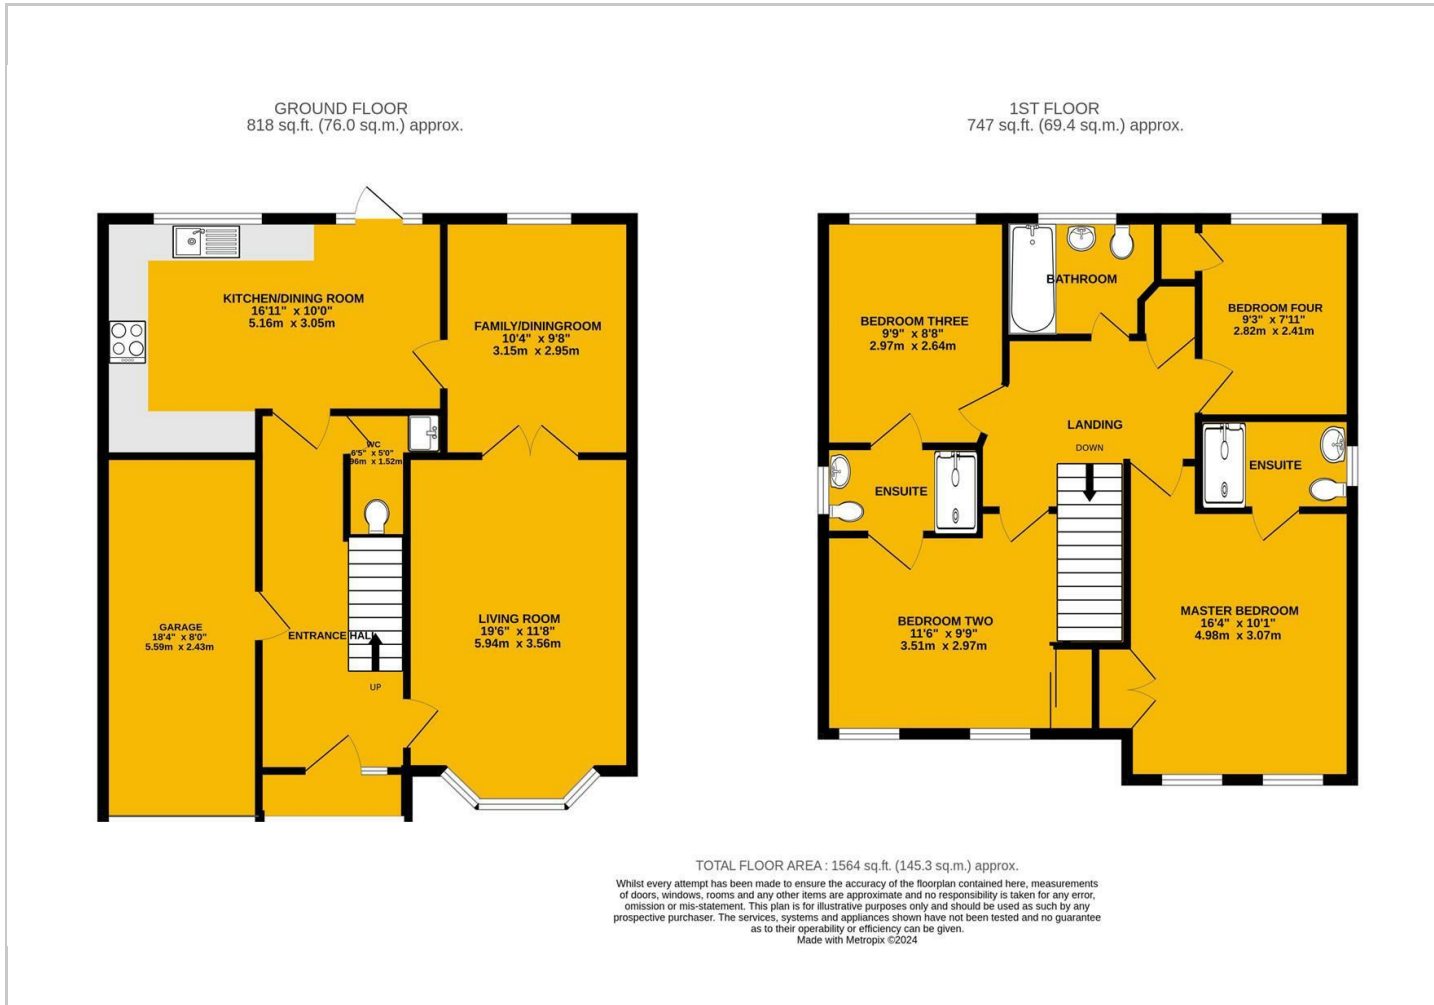 GROUND FLOOR
818 sq.ft. (76.0 sq.m.) approx.
KITCHEN/DINING ROOM
16'11" x 10'0"
5.16m x 3.05m
FAMILY/DININGROOM
10'4" x 9'8"
3.15m x 2.95m
WC
6'5" x 5'0"
96m x 1.52m
GARAGE
18'4" x 8'0"
5.59m x 2.43m
ENTRANCE HALL
UP
LIVING ROOM
19'6" x 11'8"
5.94m x 3.56m
1ST FLOOR
747 sq.ft. (69.4 sq.m.) approx.
BEDROOM THREE
9'9" x 8'8"
2.97m x 2.64m
BATHROOM
BEDROOM FOUR
9'3" x 7'11"
2.82m x 2.41m
LANDING
DOWN
ENSUITE
ENSUITE
BEDROOM TWO
11'6" x 9'9"
3.51m x 2.97m
MASTER BEDROOM
16'4" x 10'1"
4.98m x 3.07m
TOTAL FLOOR AREA : 1564 sq.ft. (145.3 sq.m.) approx.
Whilst every attempt has been made to ensure the accuracy of the floorplan contained here, measurements
of doors, windows, rooms and any other items are approximate and no responsibility is taken for any error,
omission or mis-statement. This plan is for illustrative purposes only and should be used as such by any
prospective purchaser. The services, systems and appliances shown have not been tested and no guarantee
as to their operability or efficiency can be given.
Made with Metropix ©2024